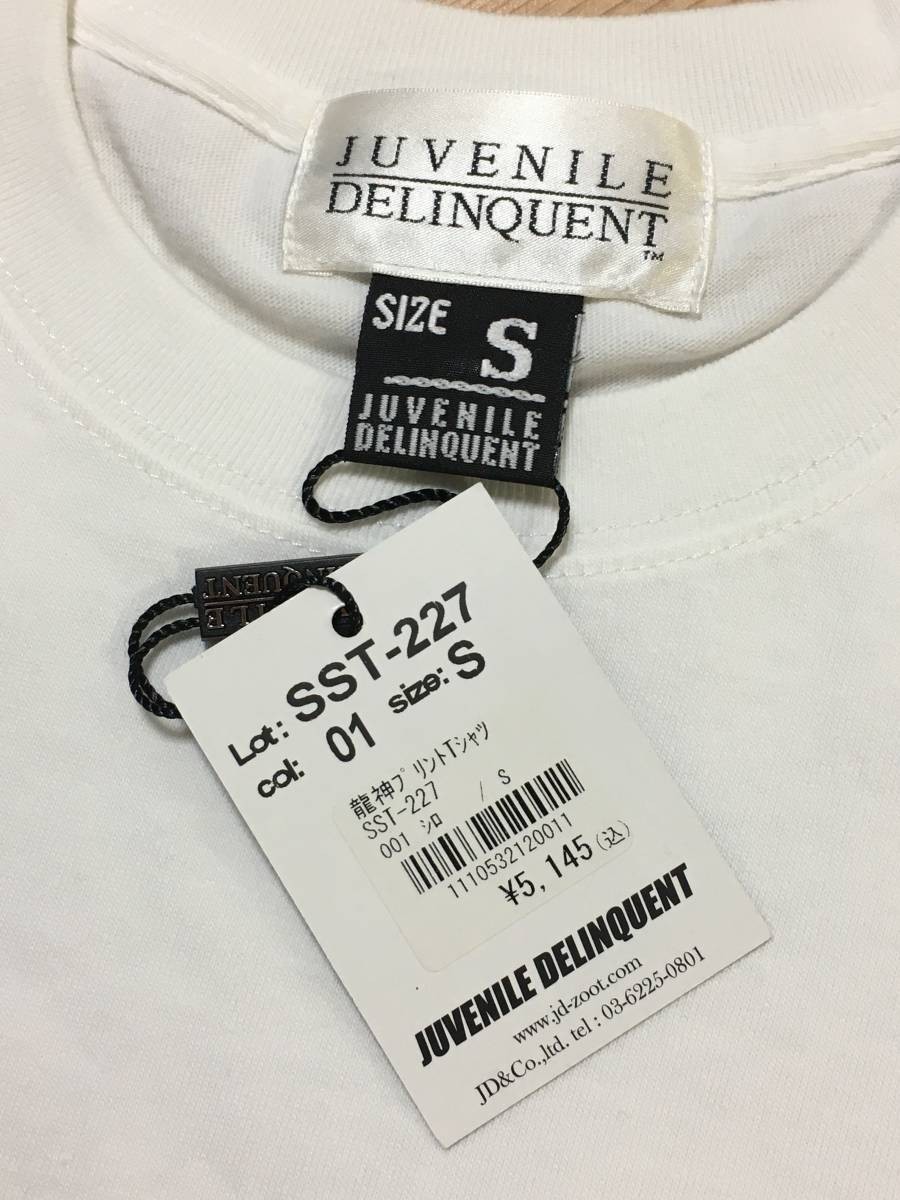 JUVENILE
DELINQUENT
TM
SIZE S
JUVENILE
DELINQUENT
Lot: SST-227
col: 01 size: S
龍神プリントTシャツ
SST-227 / S
001 シロ
1110532120011
¥5,145(込)
JUVENILE DELINQUENT
www.jd-zoot.com
JD&Co.,ltd. tel : 03-6225-0801